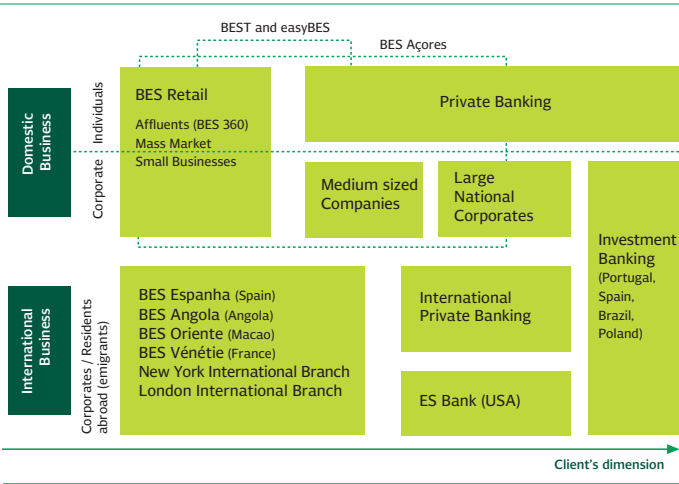 BEST and easyBES
BES Açores
Domestic
Business
Individuals
Corporate
BES Retail
Affluents (BES 360)
Mass Market
Small Businesses
Private Banking
Medium sized
Companies
Large
National
Corporates
Investment
Banking
(Portugal,
Spain,
Brazil,
Poland)
International
Business
Corporates / Residents
abroad (emigrants)
BES Espanha (Spain)
BES Angola (Angola)
BES Oriente (Macao)
BES Vénétie (France)
New York International Branch
London International Branch
International
Private Banking
ES Bank (USA)
Client's dimension